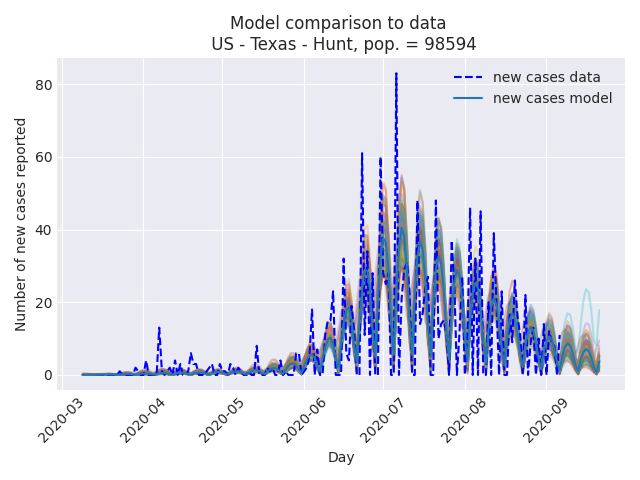 Model comparison to data
US - Texas - Hunt, pop. = 98594
new cases data
new cases model
Number of new cases reported
80
60
40
20
0
2020-03
2020-04
2020-05
2020-06
2020-07
2020-08
2020-09
Day